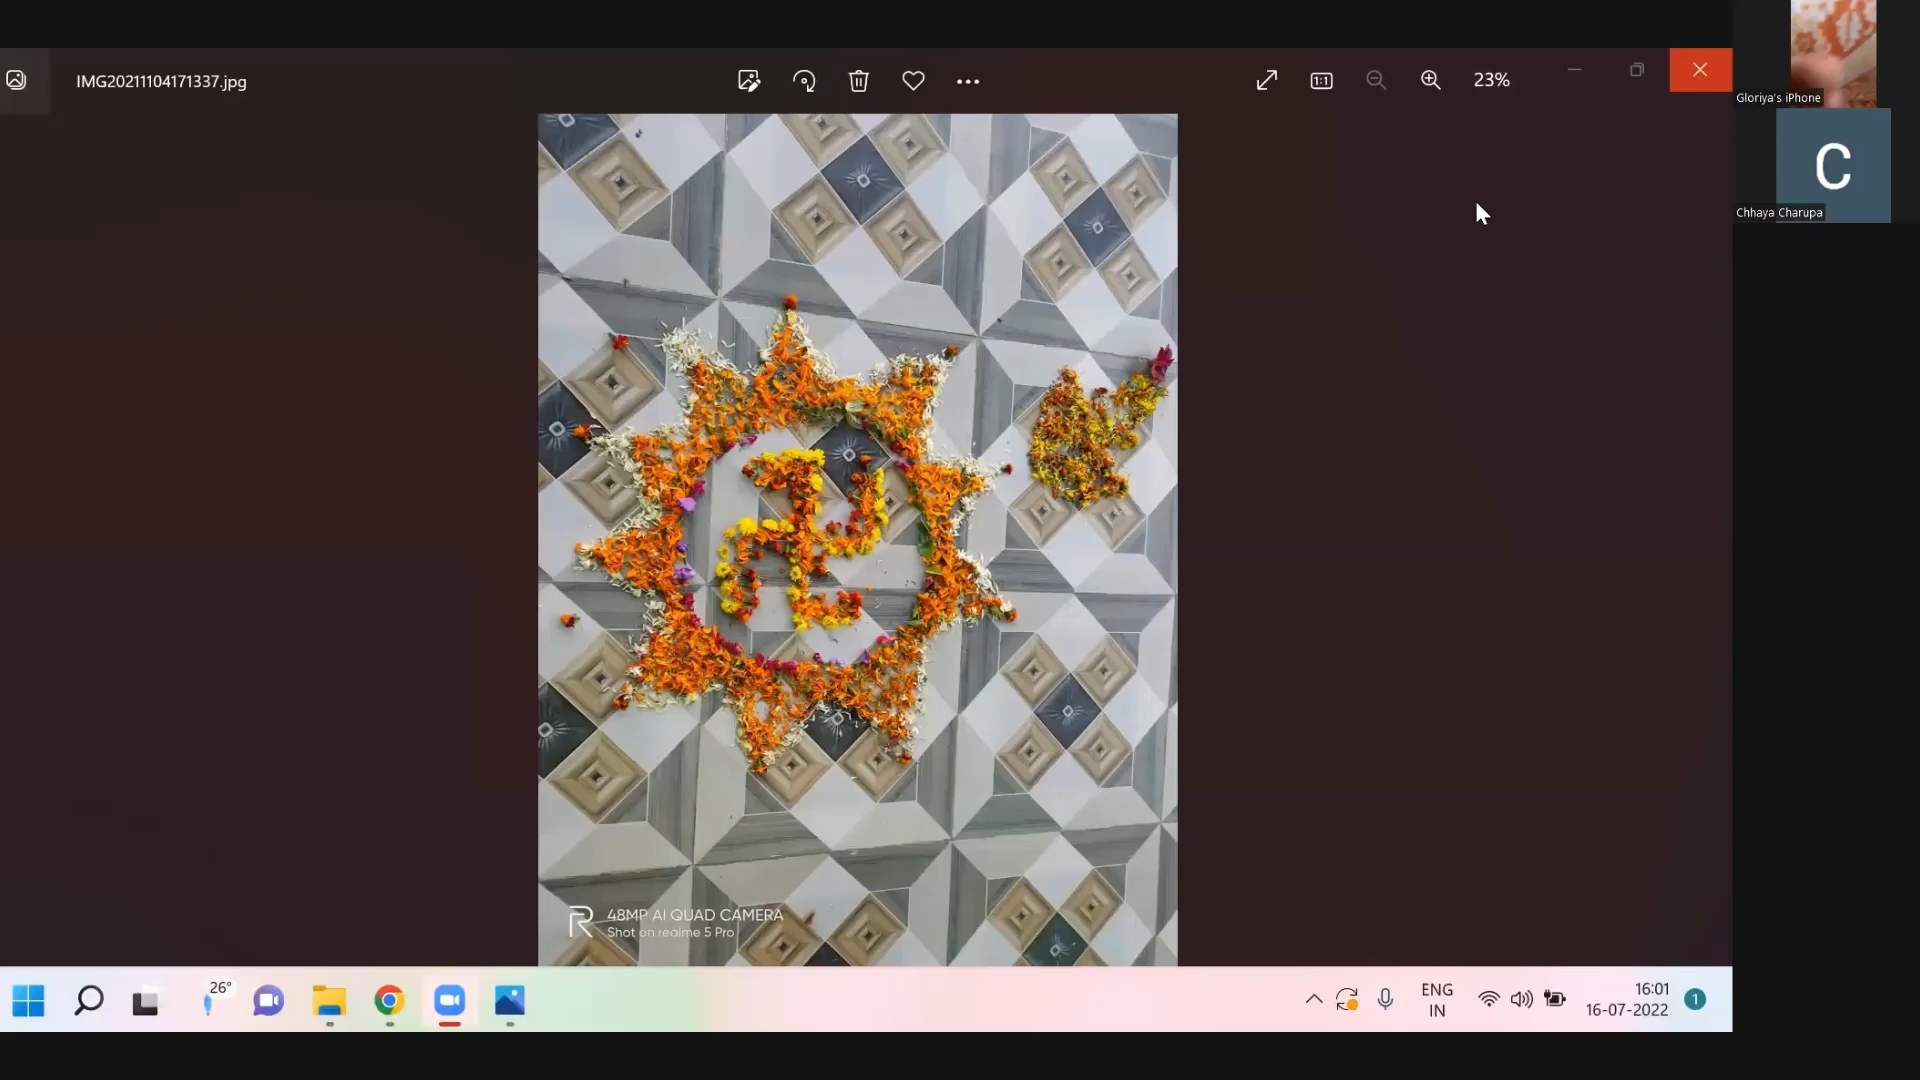 IMG20211104171337.jpg
23%
Gloriya's iPhone
C
Chhaya Charupa
48MP AI QUAD CAMERA
Shot on realme 5 Pro
26°
ENG
IN
16:01
16-07-2022
1